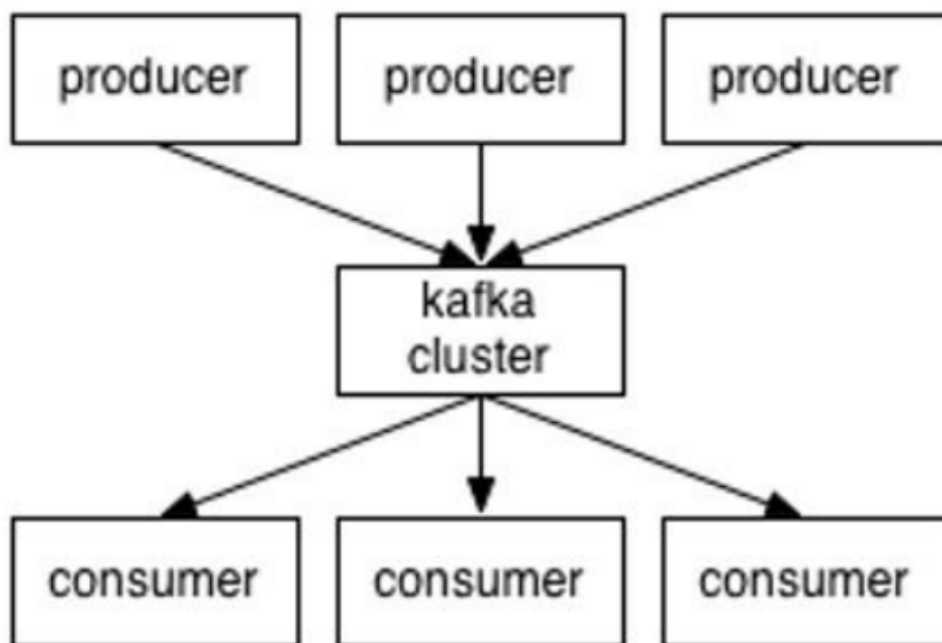 producer
producer
producer
kafka
cluster
consumer
consumer
consumer